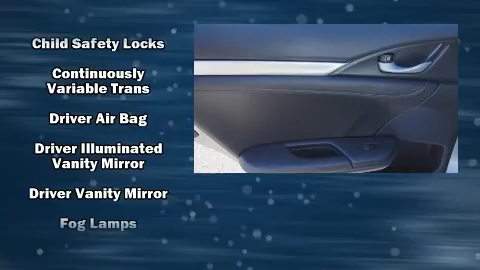 Child Safety Locks
Continuously
Variable Trans
Driver Air Bag
Driver Illuminated
Vanity Mirror
Driver Vanity Mirror
Fog Lamps